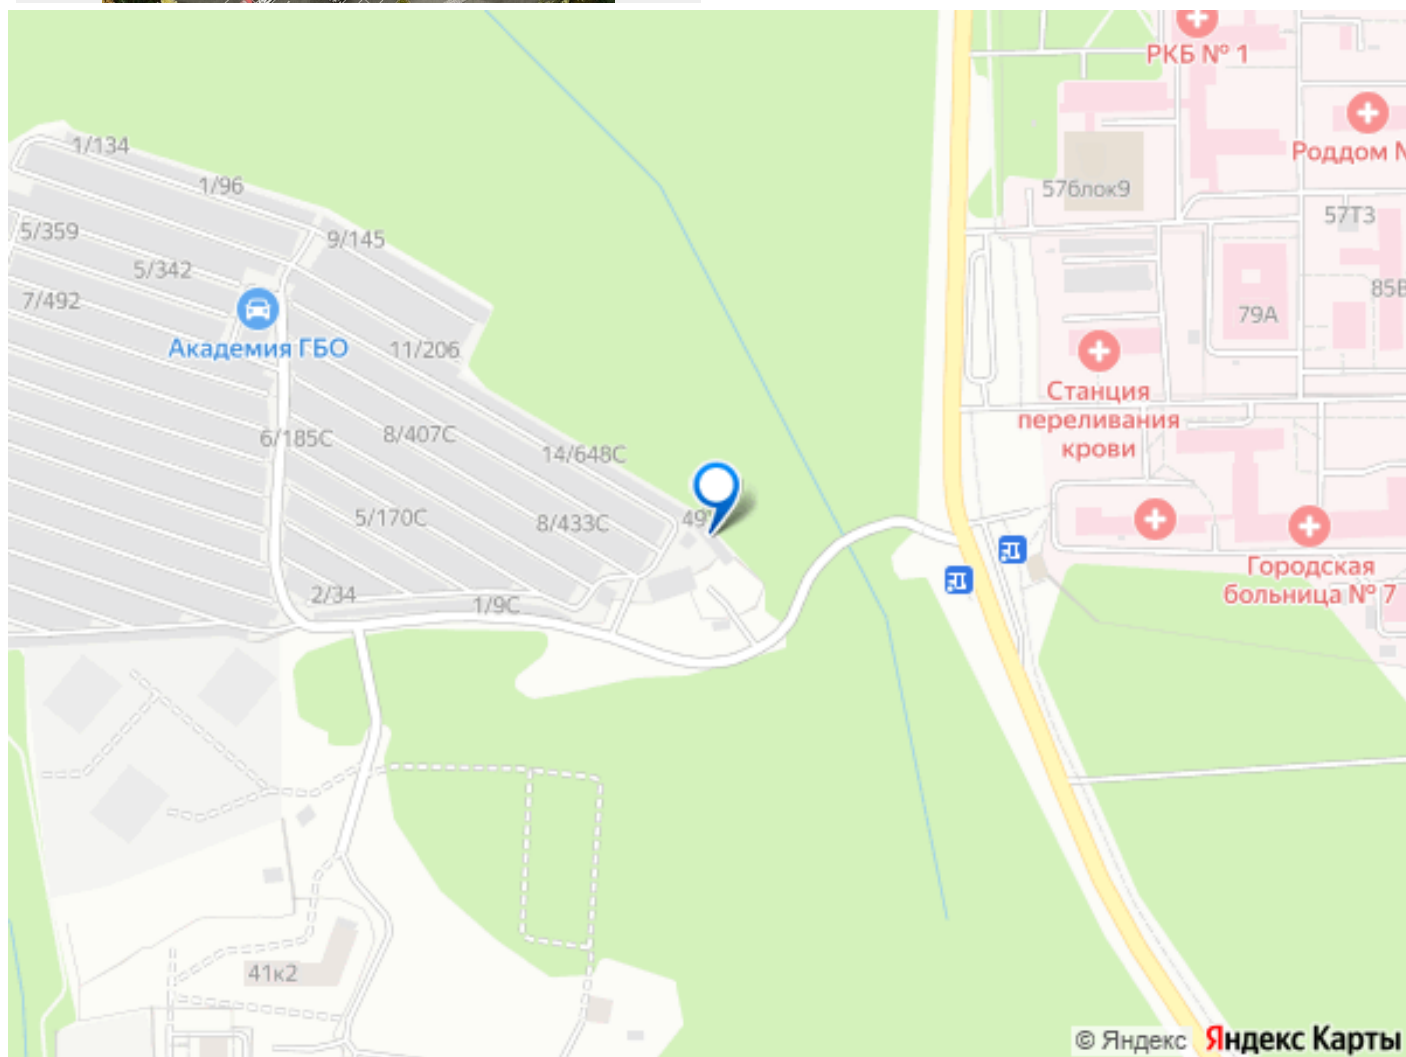 РКБ № 1
1/134
Роддом
1/96
57блок9
57Т3
5/359
9/145
5/342
7/492
85В
79А
Академия ГБО
11/206
Станция
переливания
крови
6/185С
8/407С
14/648С
5/170С
8/433С
49
Городская
больница № 7
2/34
1/9С
41к2
© Яндекс Яндекс Карты